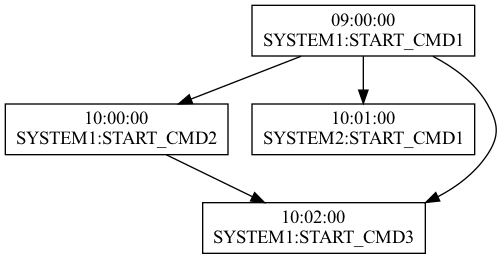 09:00:00
SYSTEM1:START_CMD1
10:00:00
SYSTEM1:START_CMD2
10:01:00
SYSTEM2:START_CMD1
10:02:00
SYSTEM1:START_CMD3